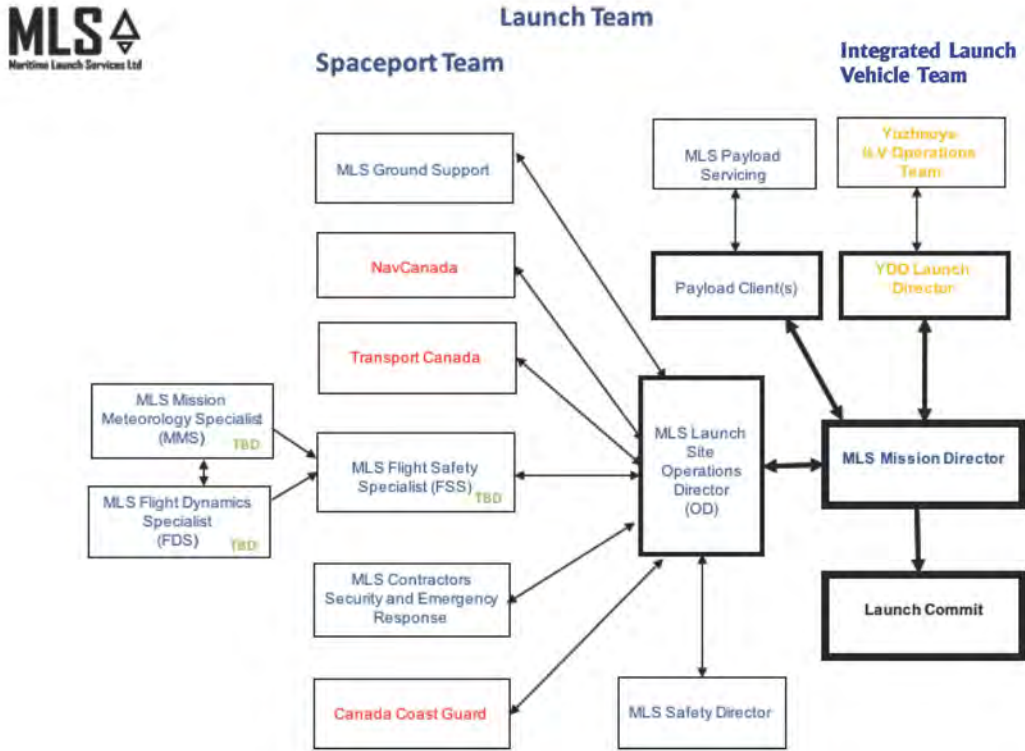 MLS
Maritime Launch Services Ltd
Launch Team
Spaceport Team
Integrated Launch
Vehicle Team
MLS Ground Support
MLS Payload
Servicing
Yuzhnoye
ILV Operations
Team
NavCanada
Payload Client(s)
YDO Launch
Director
Transport Canada
MLS Mission
Meteorology Specialist
(MMS)
TBD
MLS Flight Safety
Specialist (FSS)
TBD
MLS Launch
Site
Operations
Director
(OD)
MLS Mission Director
MLS Flight Dynamics
Specialist
(FDS)
TBD
MLS Contractors
Security and Emergency
Response
Launch Commit
Canada Coast Guard
MLS Safety Director